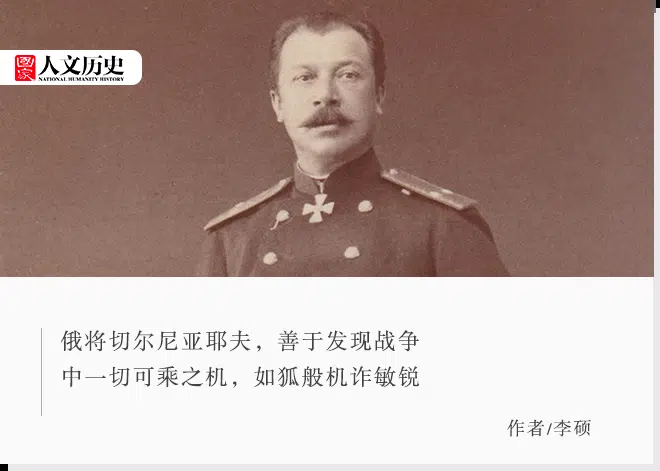 国家
人文历史
NATIONAL HUMANITY HISTORY
俄将切尔尼亚耶夫，善于发现战争
中一切可乘之机，如狐般机诈敏锐
作者/李硕